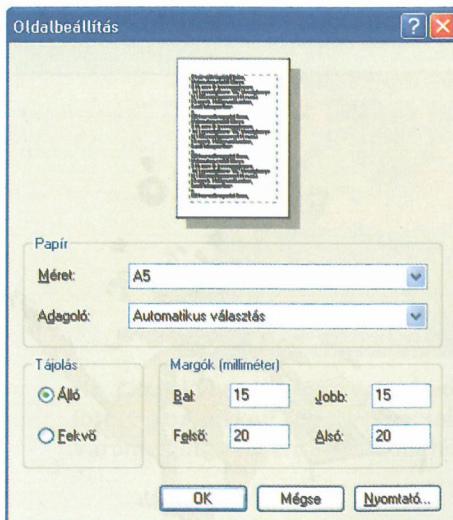 Oldalbeállítás
Papír
Méret: A5
Adagoló: Automatikus választás
Tájolás
Álló
Fekvő
Margók (milliméter)
Bal: 15 Jobb: 15
Felső: 20 Alsó: 20
OK Mégse Nyomtató...